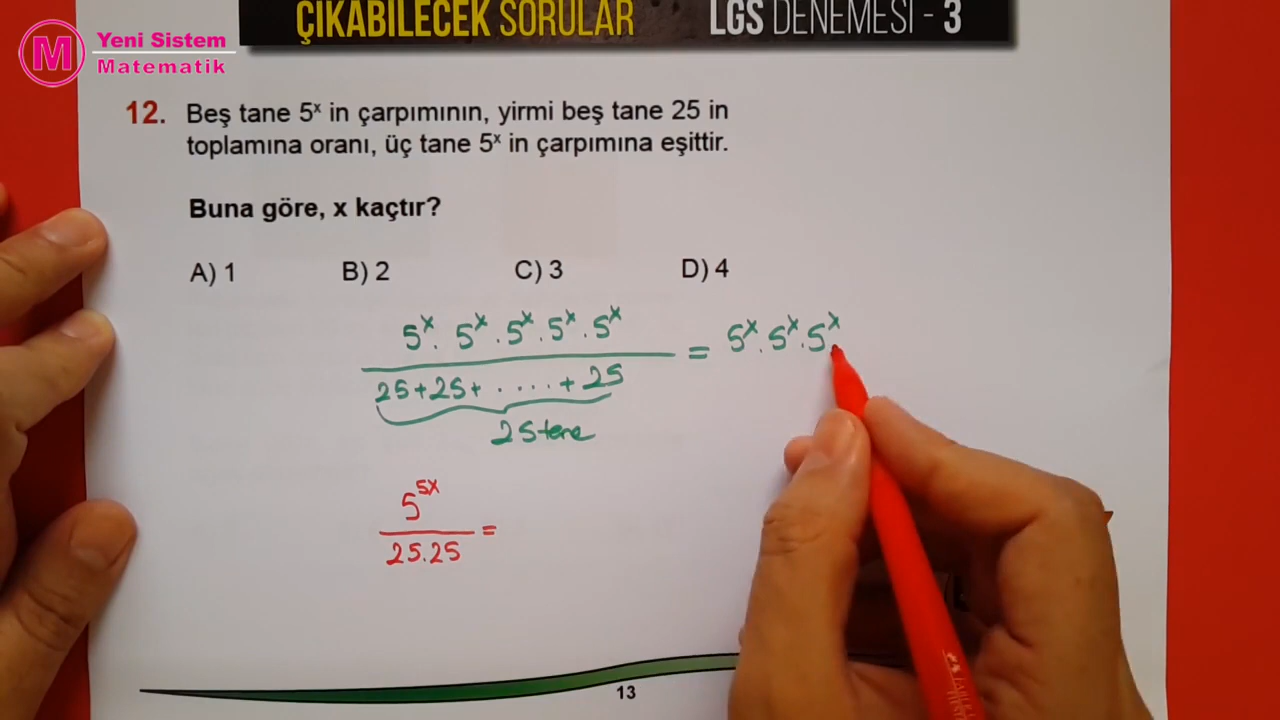 ÇIKABİLECEK SORULAR LGS DENEMESİ - 3
M Yeni Sistem
Matematik
12. Beş tane 5ˣ in çarpımının, yirmi beş tane 25 in
toplamına oranı, üç tane 5ˣ in çarpımına eşittir.
Buna göre, x kaçtır?
A) 1 B) 2 C) 3 D) 4
5ˣ . 5ˣ . 5ˣ . 5ˣ . 5ˣ
= 5ˣ . 5ˣ . 5ˣ
25+25+ ..... + 25
25 tane
5⁵ˣ
=
25.25
13